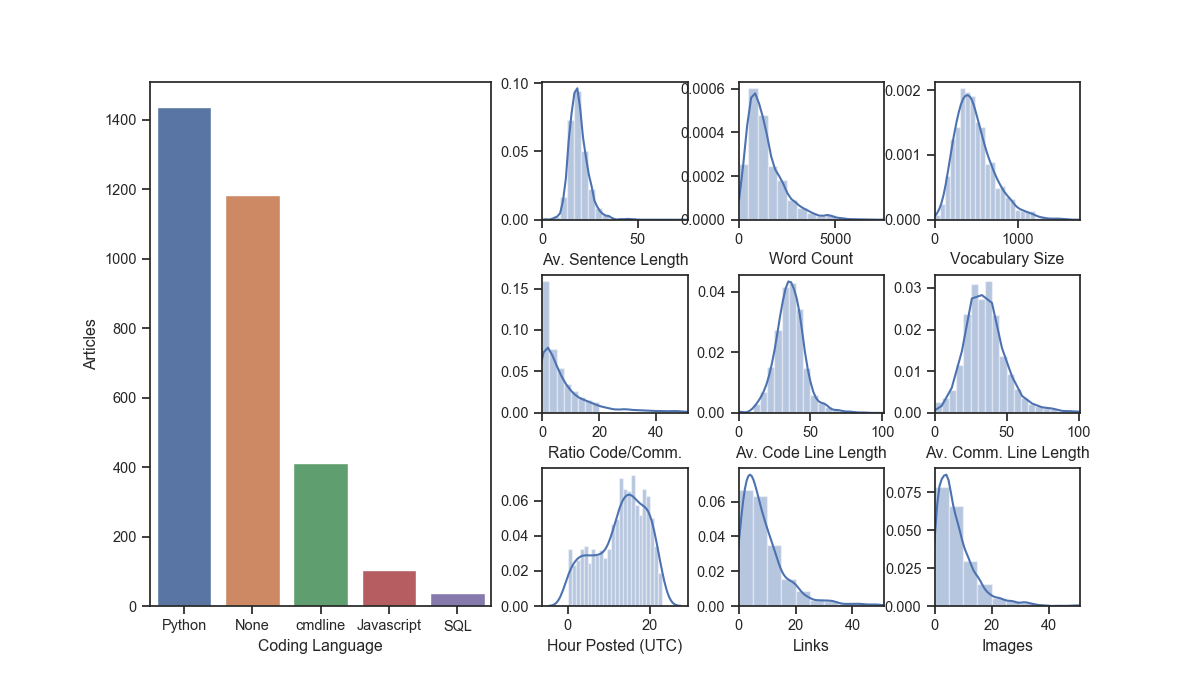 1400
1200
1000
800
600
400
200
0
Articles
Python None cmdline Javascript SQL
Coding Language
0.10
0.05
0.00
0 50
Av. Sentence Length
0.0006
0.0004
0.0002
0.0000
0 5000
Word Count
0.002
0.001
0.000
0 1000
Vocabulary Size
0.15
0.10
0.05
0.00
0 20 40
Ratio Code/Comm.
0.04
0.02
0.00
0 50 100
Av. Code Line Length
0.03
0.02
0.01
0.00
0 50 100
Av. Comm. Line Length
0.06
0.04
0.02
0.00
0 20
Hour Posted (UTC)
0.06
0.04
0.02
0.00
0 20 40
Links
0.075
0.050
0.025
0.000
0 20 40
Images